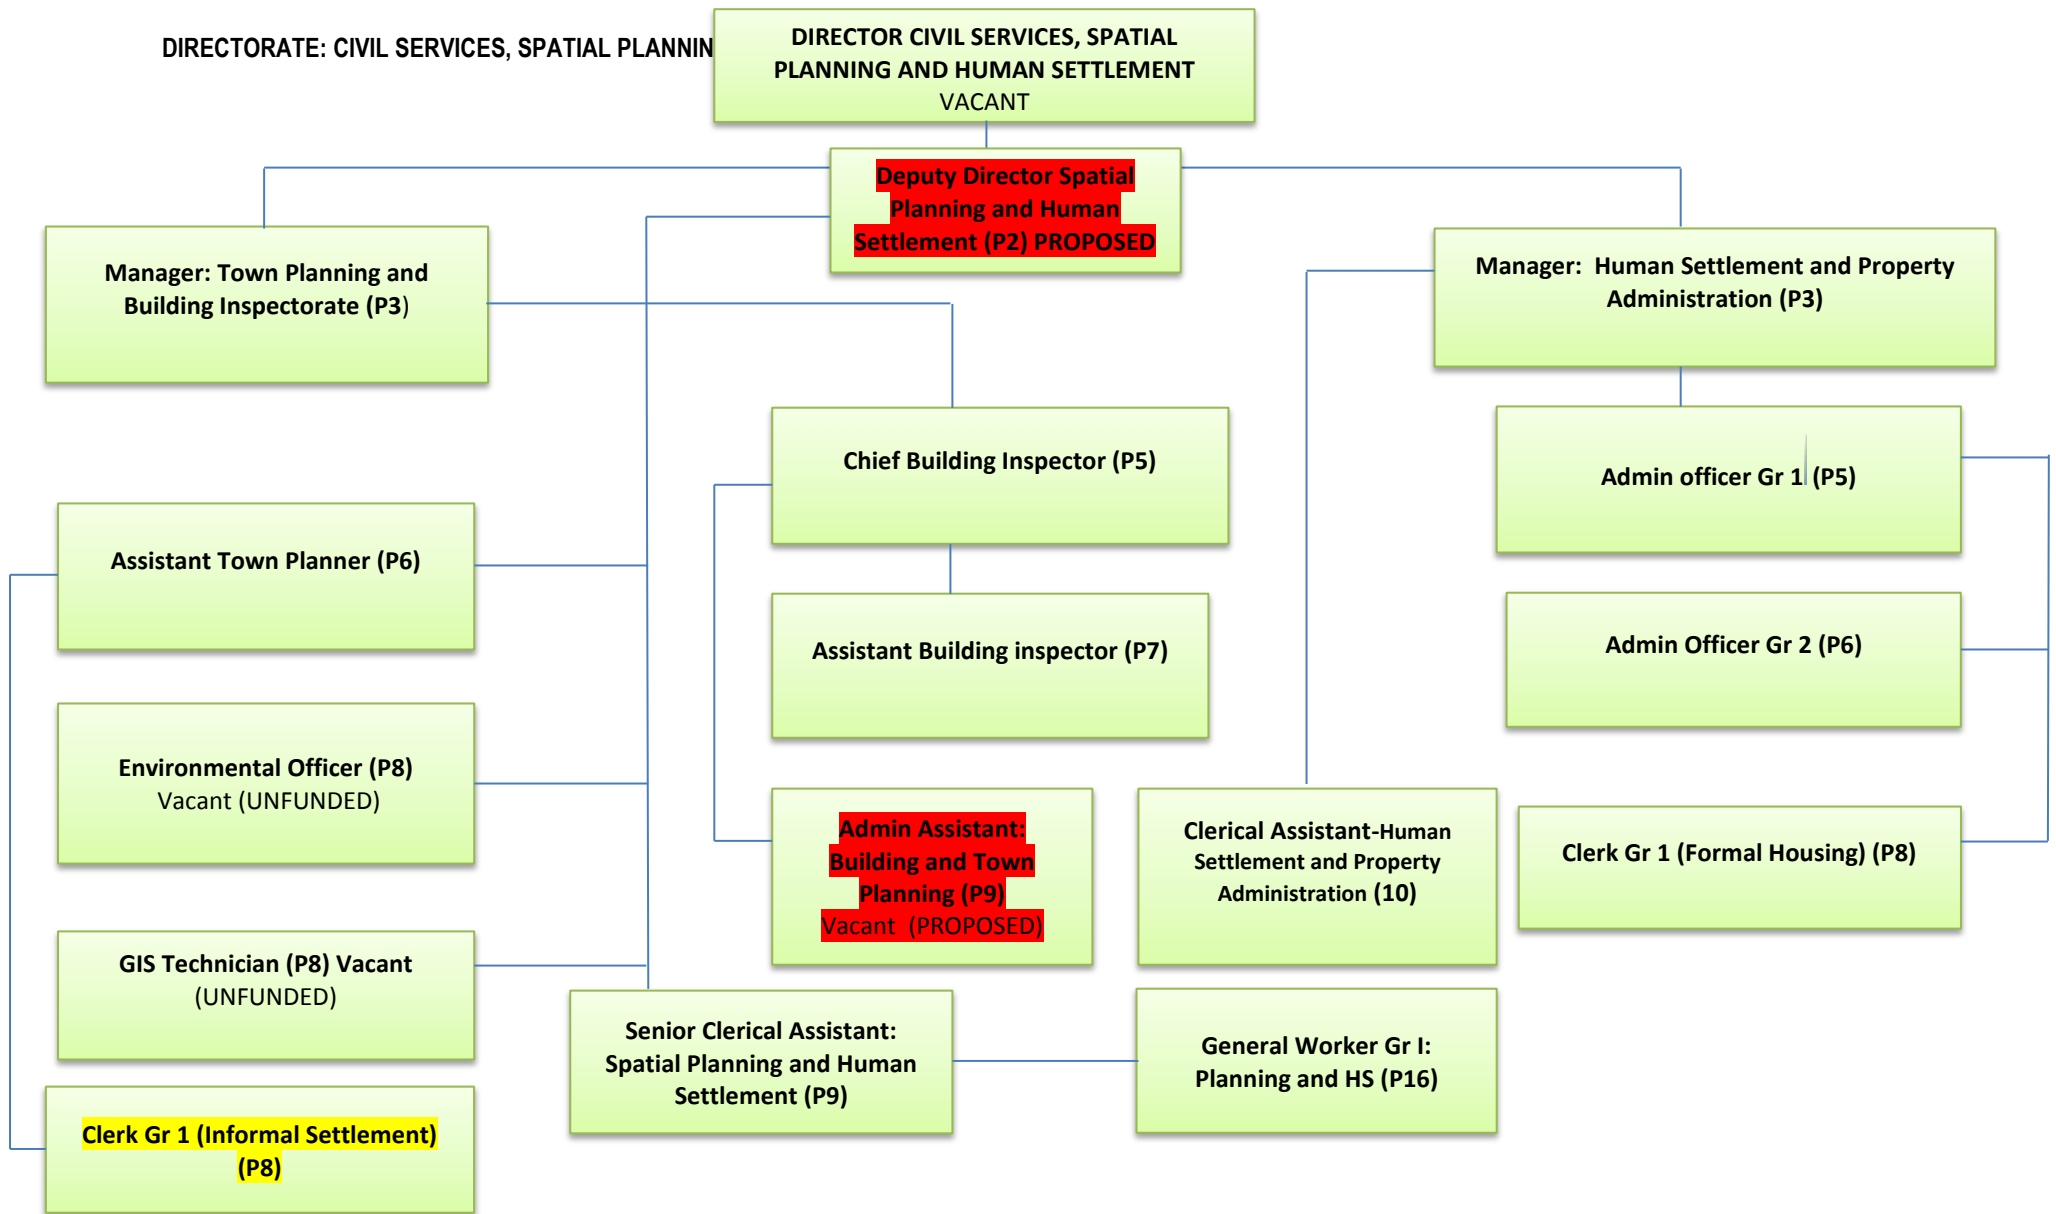 DIRECTORATE: CIVIL SERVICES, SPATIAL PLANNIN
DIRECTOR CIVIL SERVICES, SPATIAL
PLANNING AND HUMAN SETTLEMENT
VACANT
Deputy Director Spatial
Planning and Human
Settlement (P2) PROPOSED
Manager: Town Planning and
Building Inspectorate (P3)
Manager:  Human Settlement and Property
Administration (P3)
Chief Building Inspector (P5)
Admin officer Gr 1 (P5)
Assistant Town Planner (P6)
Assistant Building inspector (P7)
Admin Officer Gr 2 (P6)
Environmental Officer (P8)
Vacant (UNFUNDED)
Admin Assistant:
Building and Town
Planning (P9)
Vacant  (PROPOSED)
Clerical Assistant-Human
Settlement and Property
Administration (10)
Clerk Gr 1 (Formal Housing) (P8)
GIS Technician (P8) Vacant
(UNFUNDED)
Senior Clerical Assistant:
Spatial Planning and Human
Settlement (P9)
General Worker Gr I:
Planning and HS (P16)
Clerk Gr 1 (Informal Settlement)
(P8)